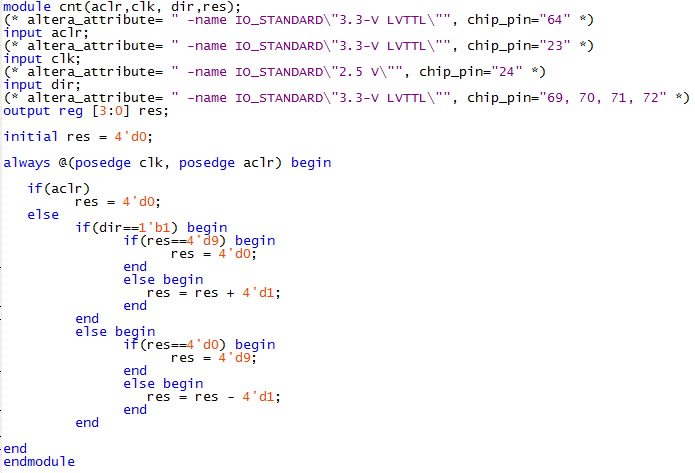 module cnt(aclr,clk, dir,res);
(* altera_attribute= " -name IO_STANDARD\"3.3-V LVTTL\"", chip_pin="64" *)
input aclr;
(* altera_attribute= " -name IO_STANDARD\"3.3-V LVTTL\"", chip_pin="23" *)
input clk;
(* altera_attribute= " -name IO_STANDARD\"2.5 V\"", chip_pin="24" *)
input dir;
(* altera_attribute= " -name IO_STANDARD\"3.3-V LVTTL\"", chip_pin="69, 70, 71, 72" *)
output reg [3:0] res;
initial res = 4'd0;
always @(posedge clk, posedge aclr) begin
if(aclr)
res = 4'd0;
else
if(dir==1'b1) begin
if(res==4'd9) begin
res = 4'd0;
end
else begin
res = res + 4'd1;
end
end
else begin
if(res==4'd0) begin
res = 4'd9;
end
else begin
res = res - 4'd1;
end
end
end
endmodule